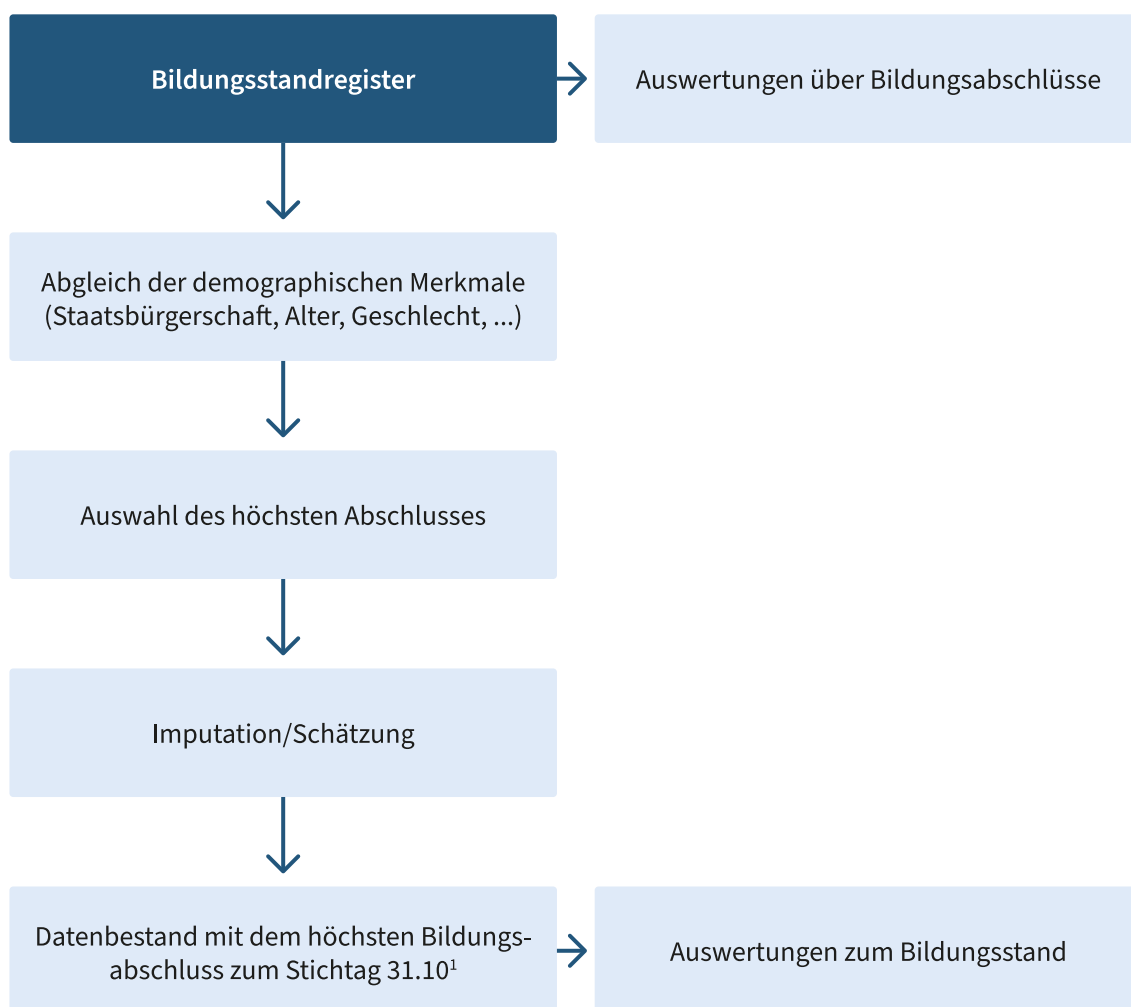 Bildungsstandregister
Auswertungen über Bildungsabschlüsse
Abgleich der demographischen Merkmale
(Staatsbürgerschaft, Alter, Geschlecht, ...)
Auswahl des höchsten Abschlusses
Imputation/Schätzung
Datenbestand mit dem höchsten Bildungs-
abschluss zum Stichtag 31.10¹
Auswertungen zum Bildungsstand